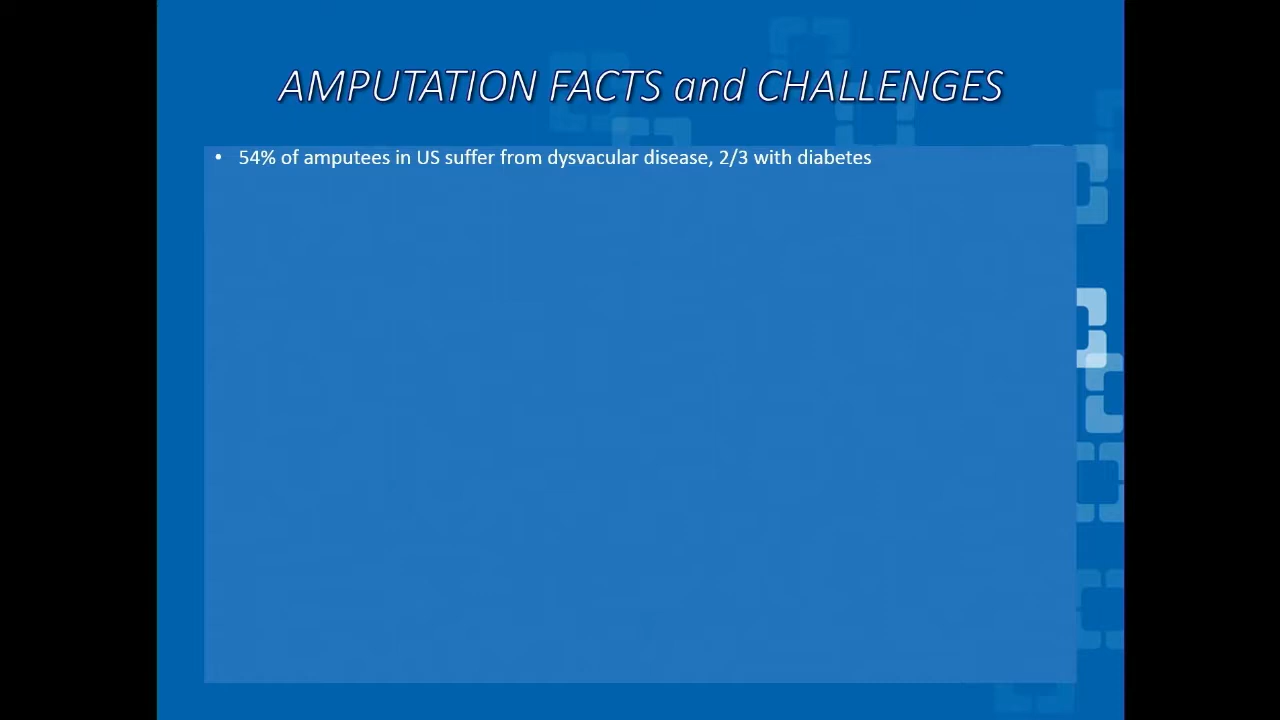 AMPUTATION FACTS and CHALLENGES
• 54% of amputees in US suffer from dysvacular disease, 2/3 with diabetes